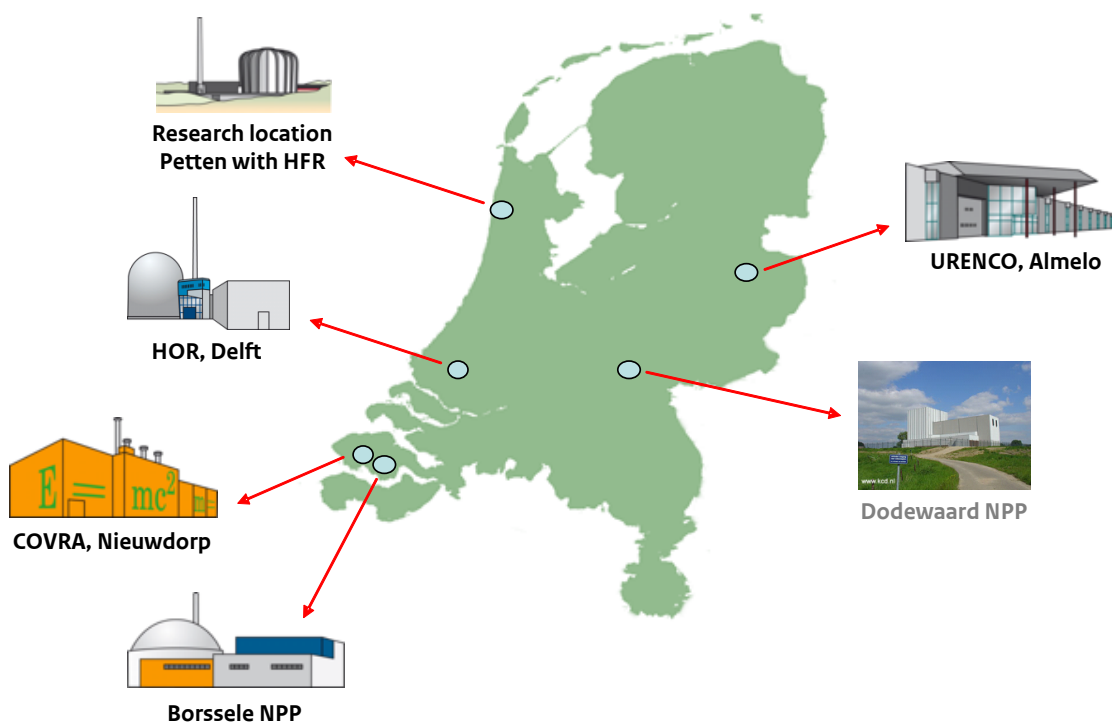 Research location
Petten with HFR
URENCO, Almelo
HOR, Delft
E = mc²
m=
www.kcd.nl
Dodewaard NPP
COVRA, Nieuwdorp
Borssele NPP